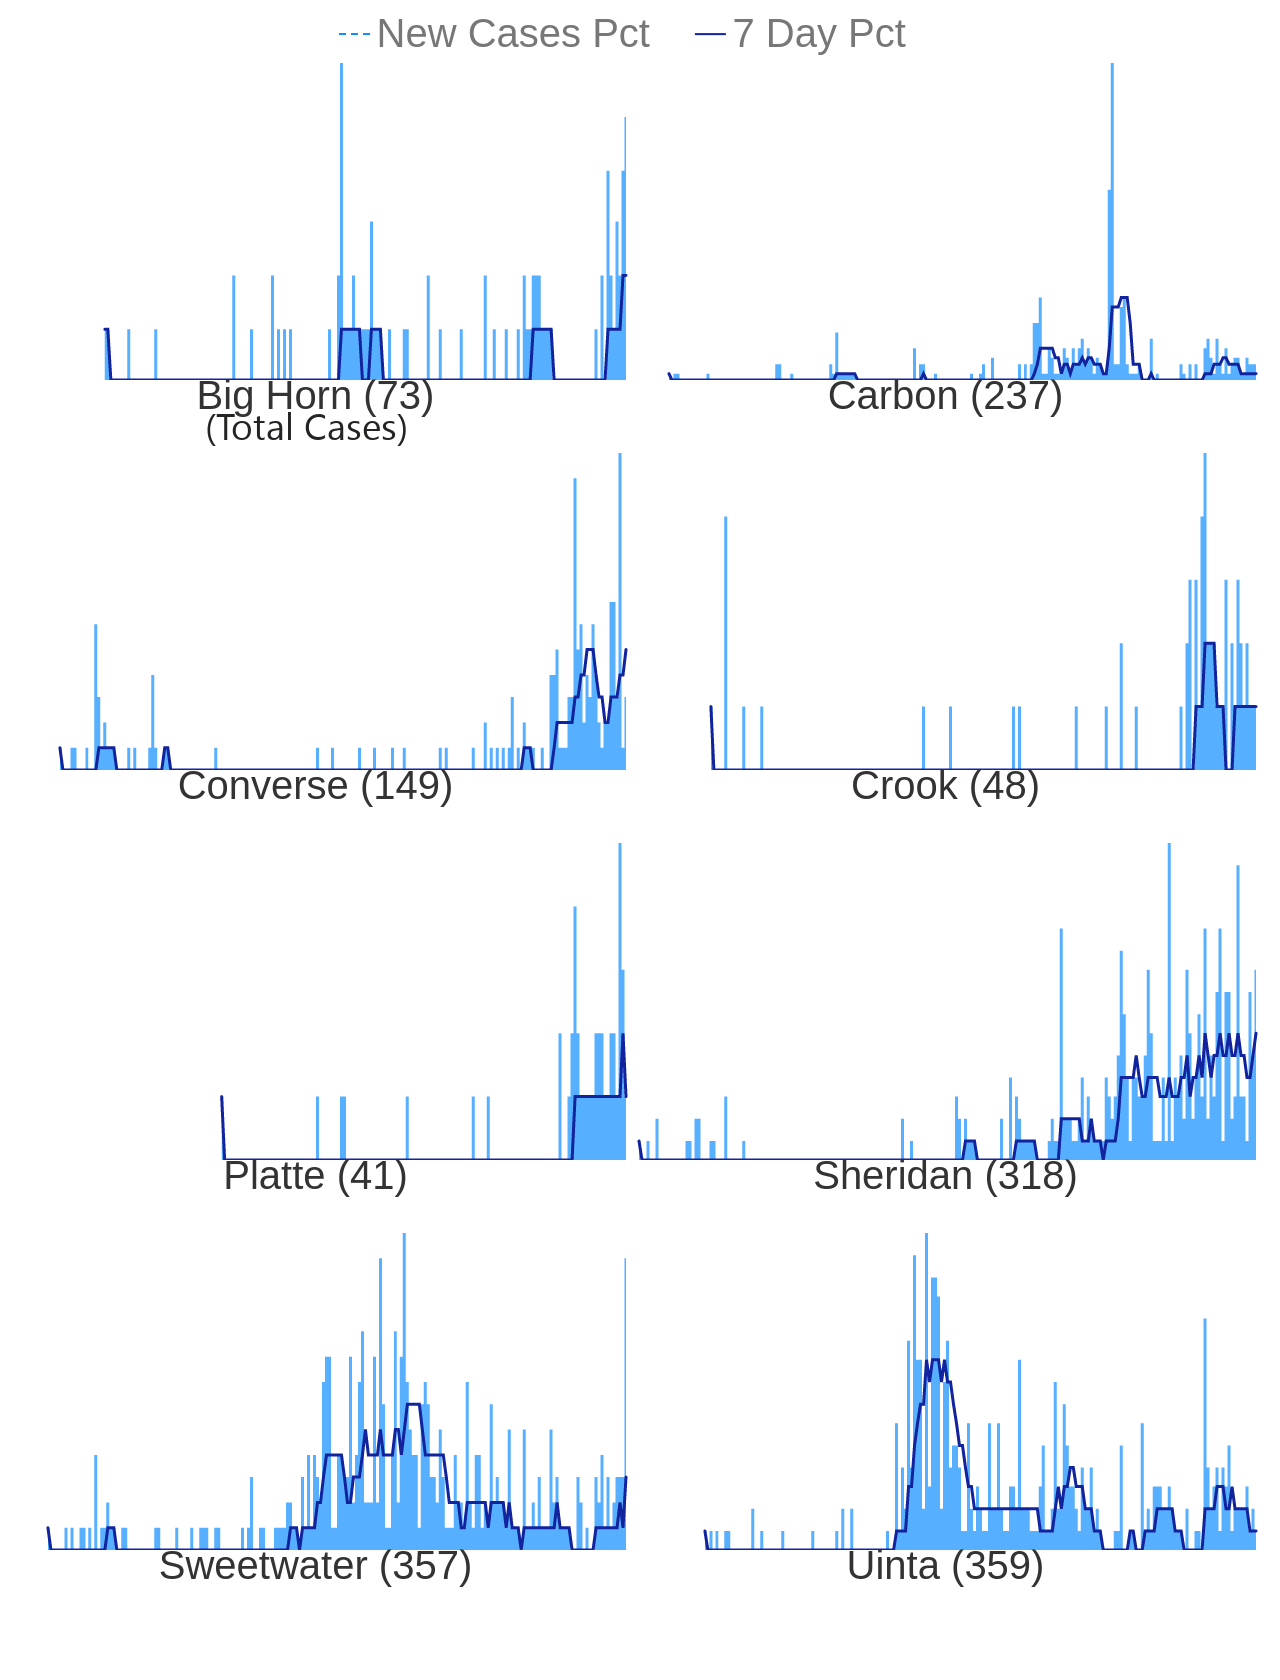 New Cases Pct 7 Day Pct
Big Horn (73) Carbon (237)
(Total Cases)
Converse (149) Crook (48)
Platte (41) Sheridan (318)
Sweetwater (357) Uinta (359)